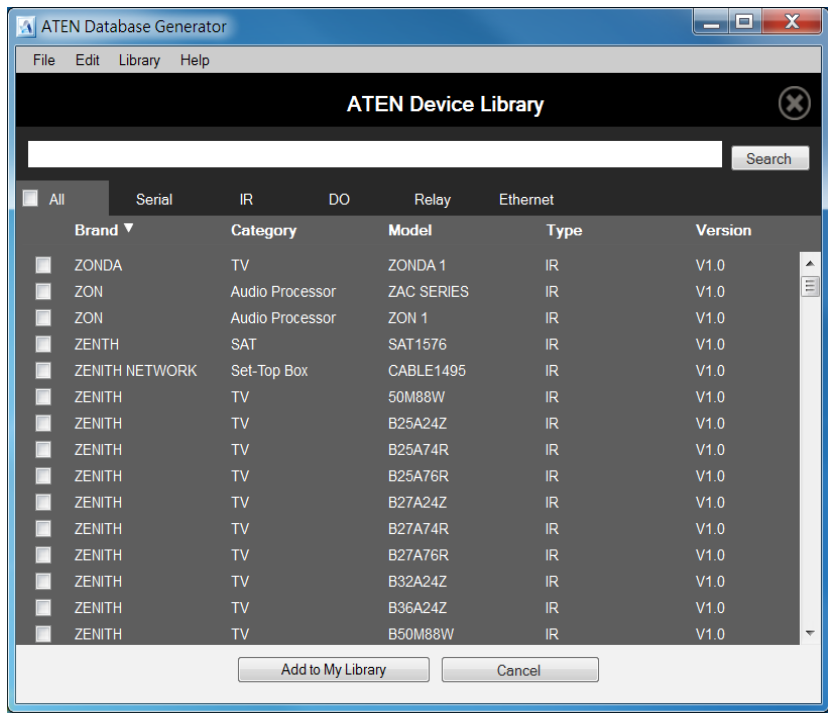 ATEN Database Generator
File Edit Library Help
ATEN Device Library
Search
All Serial IR DO Relay Ethernet
Brand Category Model Type Version
ZONDA TV ZONDA 1 IR V1.0
ZON Audio Processor ZAC SERIES IR V1.0
ZON Audio Processor ZON 1 IR V1.0
ZENTH SAT SAT1576 IR V1.0
ZENITH NETWORK Set-Top Box CABLE1495 IR V1.0
ZENITH TV 50M88W IR V1.0
ZENITH TV B25A24Z IR V1.0
ZENITH TV B25A74R IR V1.0
ZENITH TV B25A76R IR V1.0
ZENITH TV B27A24Z IR V1.0
ZENITH TV B27A74R IR V1.0
ZENITH TV B27A76R IR V1.0
ZENITH TV B32A24Z IR V1.0
ZENITH TV B36A24Z IR V1.0
ZENITH TV B50M88W IR V1.0
Add to My Library Cancel